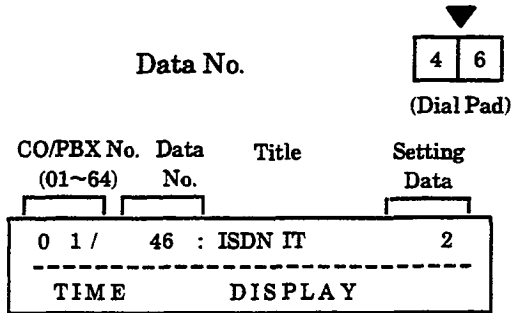 Data No. 4 6
(Dial Pad)
CO/PBX No. Data Title Setting
(01~64) No. Data
0 1 / 46 : ISDN IT 2
TIME DISPLAY